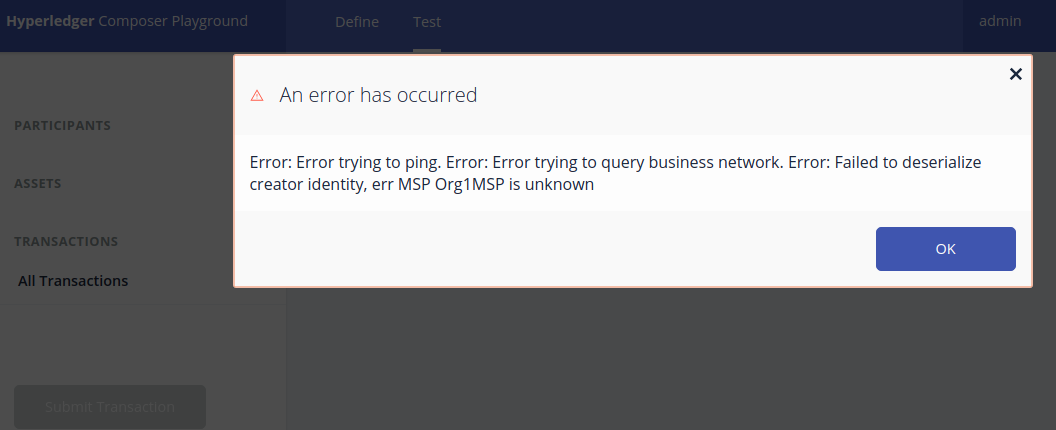 Hyperledger Composer Playground
Define
Test
admin
An error has occurred
Error: Error trying to ping. Error: Error trying to query business network. Error: Failed to deserialize
creator identity, err MSP Org1MSP is unknown
OK
PARTICIPANTS
ASSETS
TRANSACTIONS
All Transactions
Submit Transaction